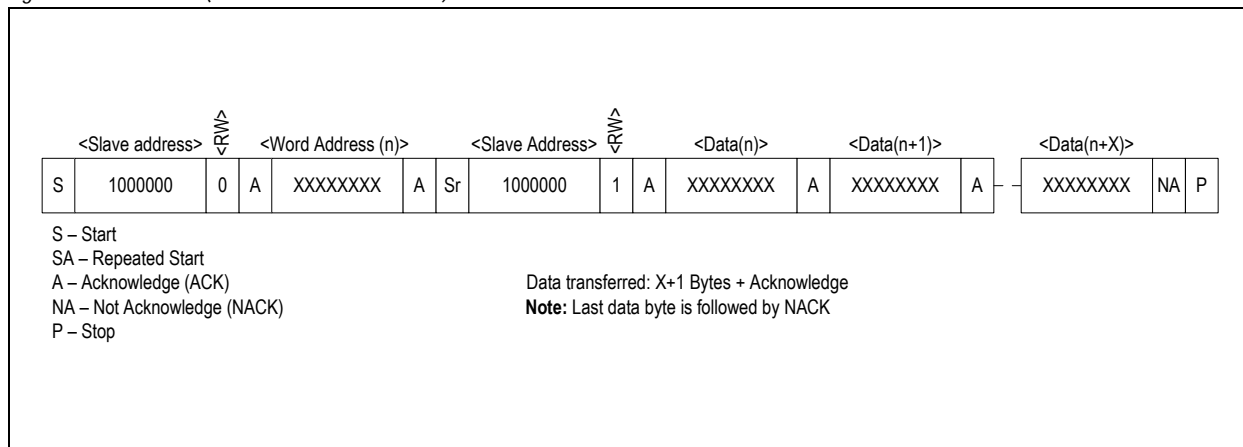 <Slave address> <RW> <Word Address (n)> <Slave Address> <RW> <Data(n)> <Data(n+1)> <Data(n+X)>
S 1000000 0 A XXXXXXXX A Sr 1000000 1 A XXXXXXXX A XXXXXXXX A XXXXXXXX NA P
S – Start
SA – Repeated Start
A – Acknowledge (ACK) Data transferred: X+1 Bytes + Acknowledge
NA – Not Acknowledge (NACK) Note: Last data byte is followed by NACK
P – Stop